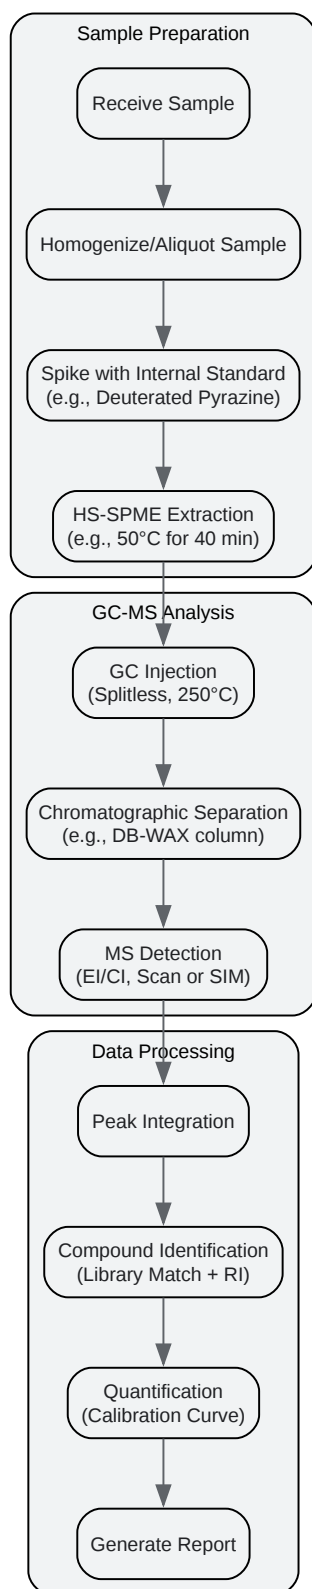 Sample Preparation
Receive Sample
Homogenize/Aliquot Sample
Spike with Internal Standard
(e.g., Deuterated Pyrazine)
HS-SPME Extraction
(e.g., 50°C for 40 min)
GC-MS Analysis
GC Injection
(Splitless, 250°C)
Chromatographic Separation
(e.g., DB-WAX column)
MS Detection
(EI/CI, Scan or SIM)
Data Processing
Peak Integration
Compound Identification
(Library Match + RI)
Quantification
(Calibration Curve)
Generate Report